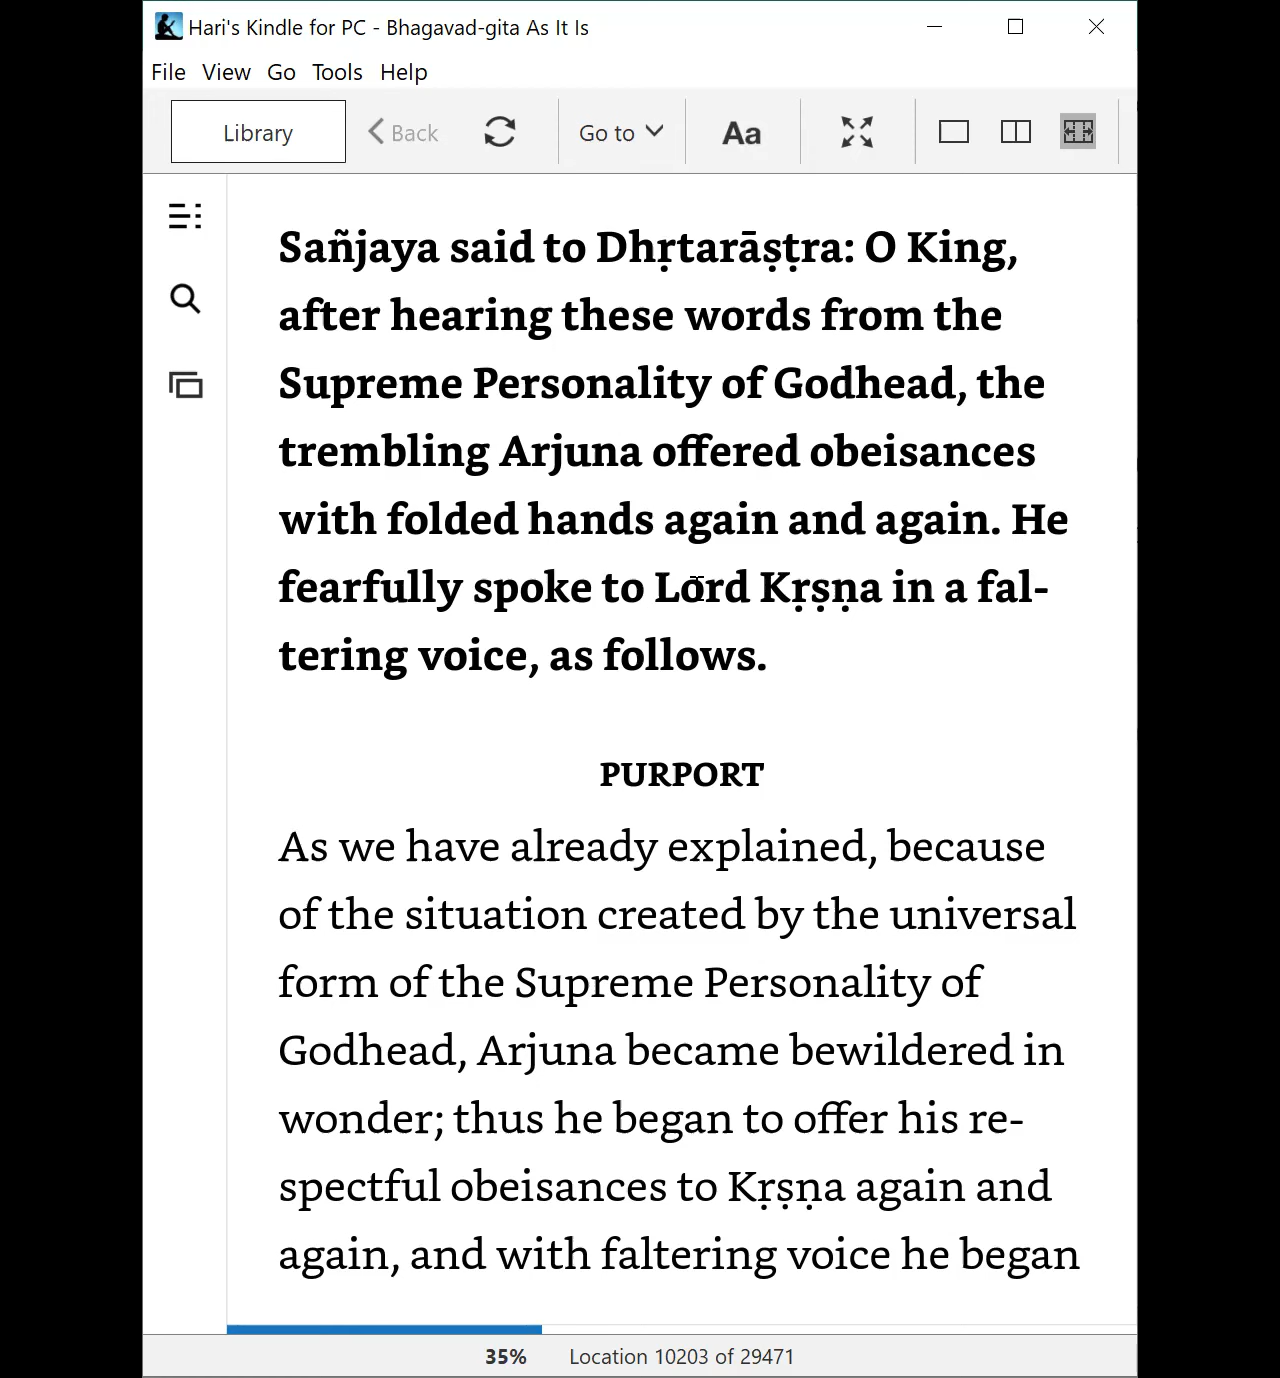 Hari's Kindle for PC - Bhagavad-gita As It Is
File View Go Tools Help
Library Back Go to Aa
Sañjaya said to Dhṛtarāṣṭra: O King,
after hearing these words from the
Supreme Personality of Godhead, the
trembling Arjuna offered obeisances
with folded hands again and again. He
fearfully spoke to Lord Kṛṣṇa in a fal-
tering voice, as follows.
PURPORT
As we have already explained, because
of the situation created by the universal
form of the Supreme Personality of
Godhead, Arjuna became bewildered in
wonder; thus he began to offer his re-
spectful obeisances to Kṛṣṇa again and
again, and with faltering voice he began
35% Location 10203 of 29471